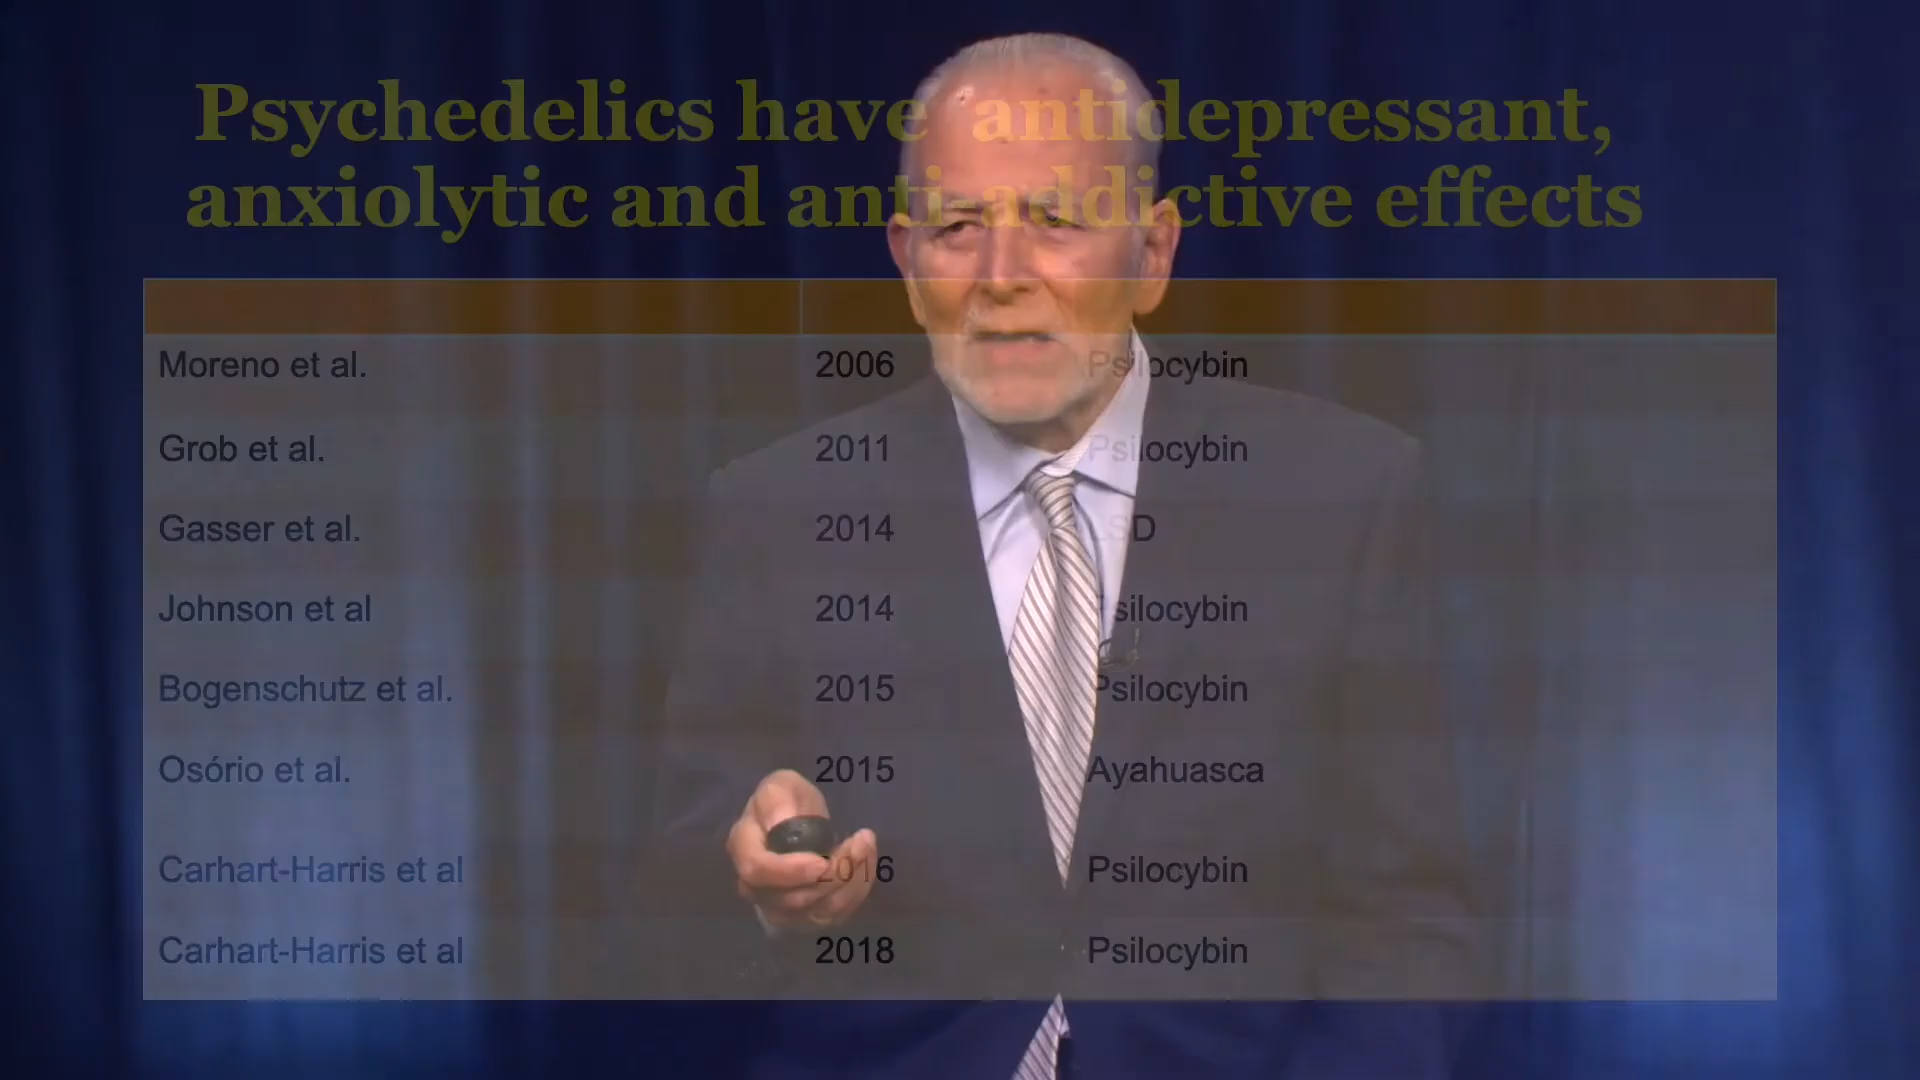 Psychedelics have antidepressant,
anxiolytic and anti-addictive effects
Moreno et al. 2006 Psilocybin
Grob et al. 2011 Psilocybin
Gasser et al. 2014 LSD
Johnson et al 2014 Psilocybin
Bogenschutz et al. 2015 Psilocybin
Osório et al. 2015 Ayahuasca
Carhart-Harris et al 2016 Psilocybin
Carhart-Harris et al 2018 Psilocybin